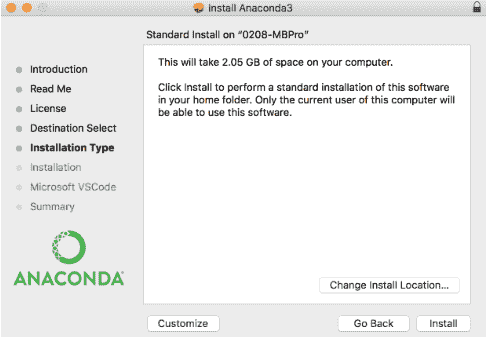 Install Anaconda3
Standard Install on “0208-MBPro”
Introduction
Read Me
License
Destination Select
Installation Type
Installation
Microsoft VSCode
Summary
ANACONDA
This will take 2.05 GB of space on your computer.
Click Install to perform a standard installation of this software
in your home folder. Only the current user of this computer will
be able to use this software.
Change Install Location...
Customize
Go Back
Install